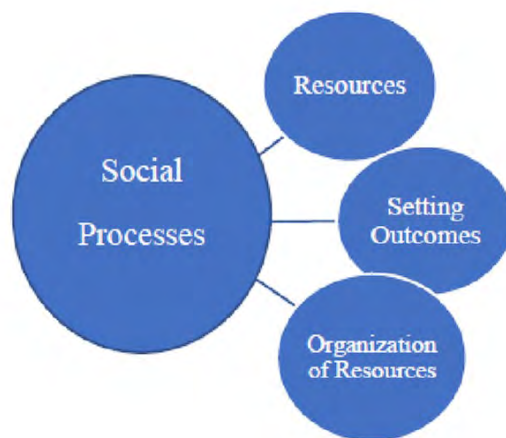 Social
Processes
Resources
Setting
Outcomes
Organization
of Resources